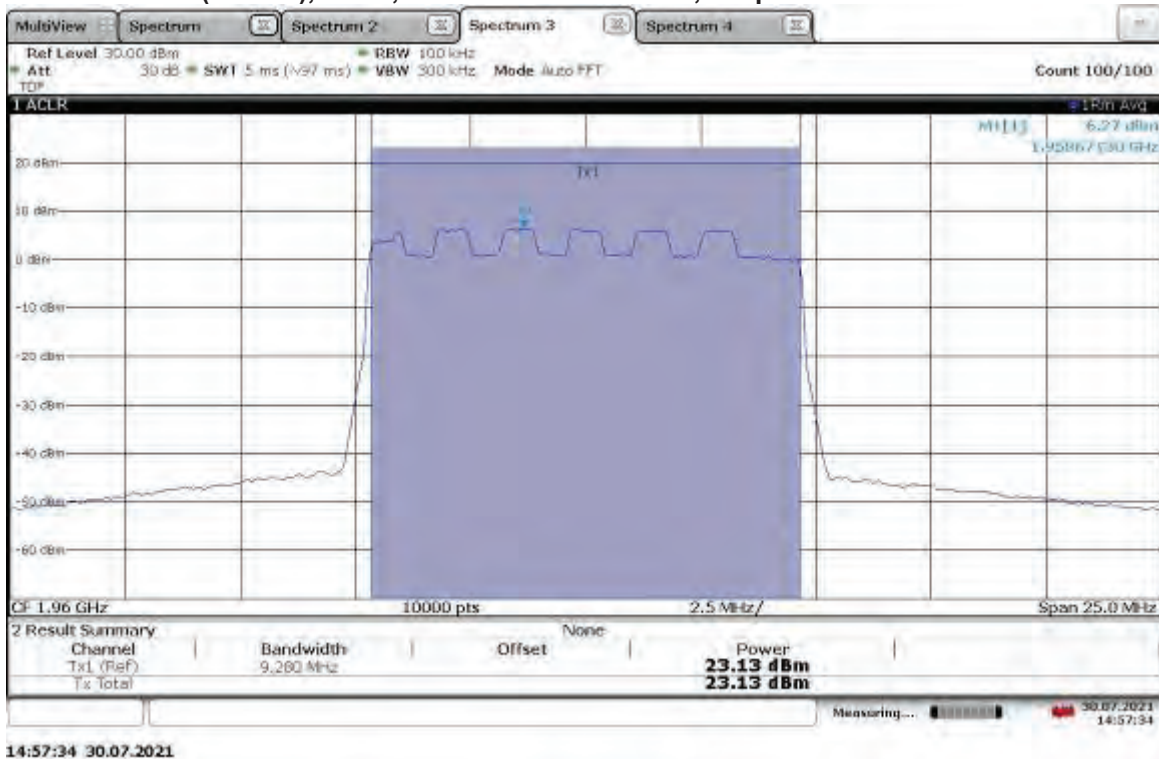 MultiView Spectrum Spectrum 2 Spectrum 3 Spectrum 4
Ref Level 30.00 dBm RBW 100 kHz
Att 30 dB SWT 5 ms (~97 ms) VBW 300 kHz Mode Auto FFT Count 100/100
TDF
1 ACLR 1Rm Avg
M1[1] 6.27 dBm
GHz
20 dBm
Tx1
10 dBm
0 dBm
-10 dBm
-20 dBm
-30 dBm
-40 dBm
-50 dBm
-60 dBm
CF 1.96 GHz 10000 pts 2.5 MHz/ Span 25.0 MHz
2 Result Summary None
Channel Bandwidth Offset Power
Tx1 (Ref) 9.280 MHz 23.13 dBm
Tx Total 23.13 dBm
Measuring... 30.07.2021
14:57:34
14:57:34 30.07.2021